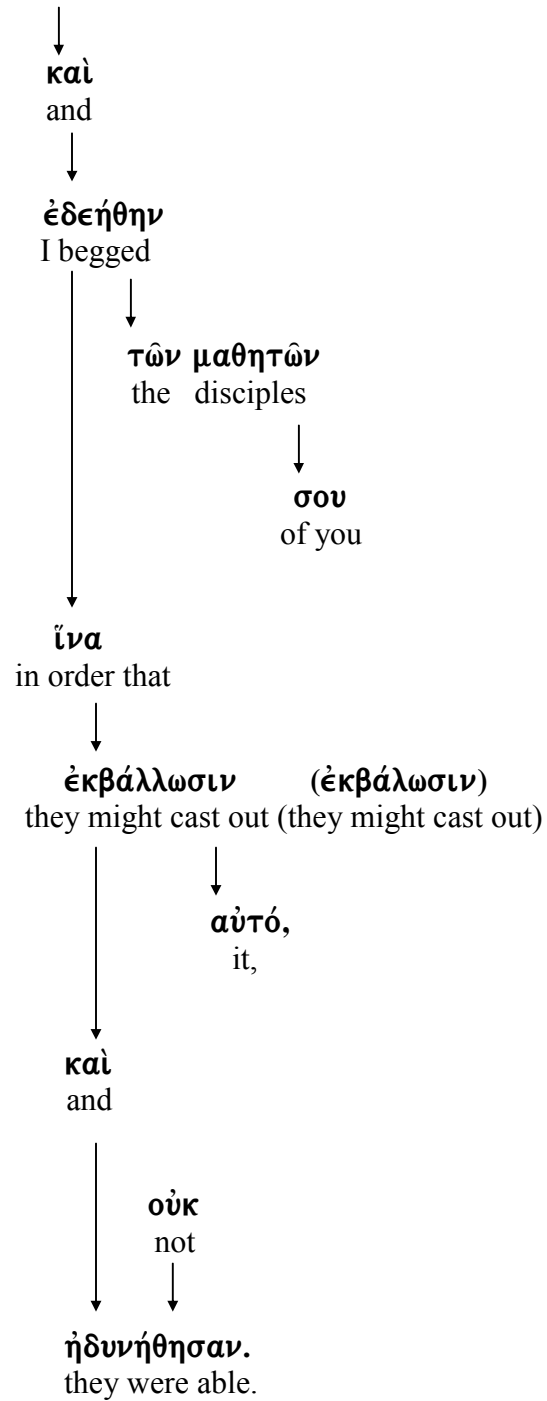 καὶ
and
ἐδεήθην
I begged
τῶν μαθητῶν
the disciples
σου
of you
ἵνα
in order that
ἐκβάλλωσιν (ἐκβάλωσιν)
they might cast out (they might cast out)
αὐτό,
it,
καὶ
and
οὐκ
not
ἠδυνήθησαν.
they were able.